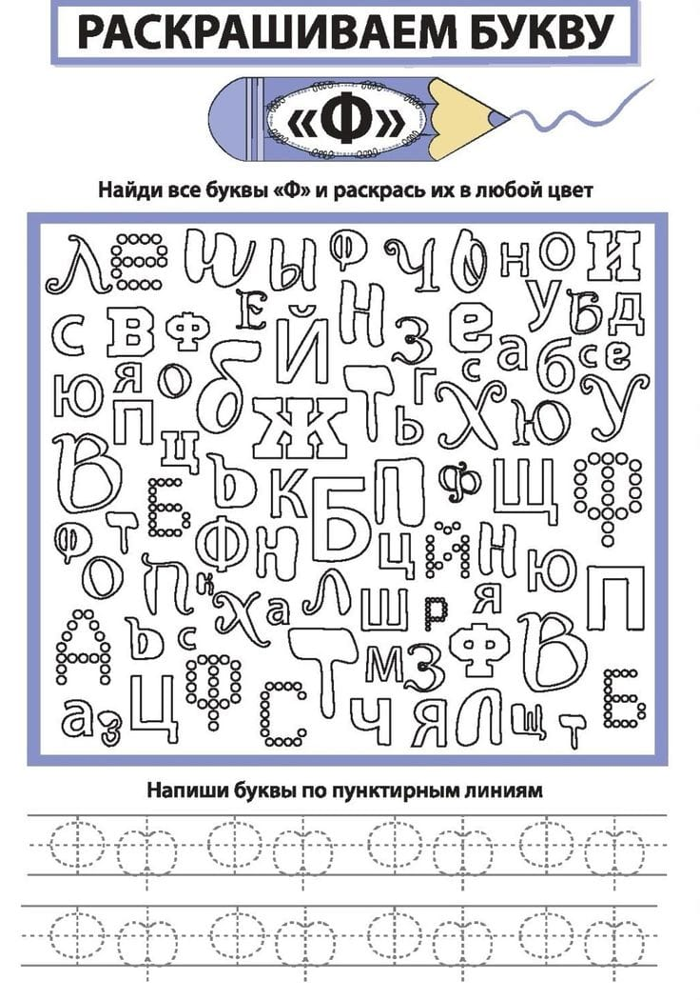 РАСКРАШИВАЕМ БУКВУ
«Ф»
Найди все буквы «Ф» и раскрась их в любой цвет
Л Е И Ы Ф Ч О Н О И
С В Ф Е Й Н З е У Б Д
Ю Я О б Ж Т Г с а б с е
П Ц Ь Х Ю У
В Б Ь К Б П Ф Щ Ф
Ф Т Ф Н Ц Й Н Ю П
О П К Х а Л Ш Р Я
А Ь С Т М З Ф В
а З Ц Ф С Ч Я Л Щ Т Б
Напиши буквы по пунктирным линиям
Ф ф Ф ф Ф ф Ф ф
Ф ф Ф ф Ф ф Ф ф